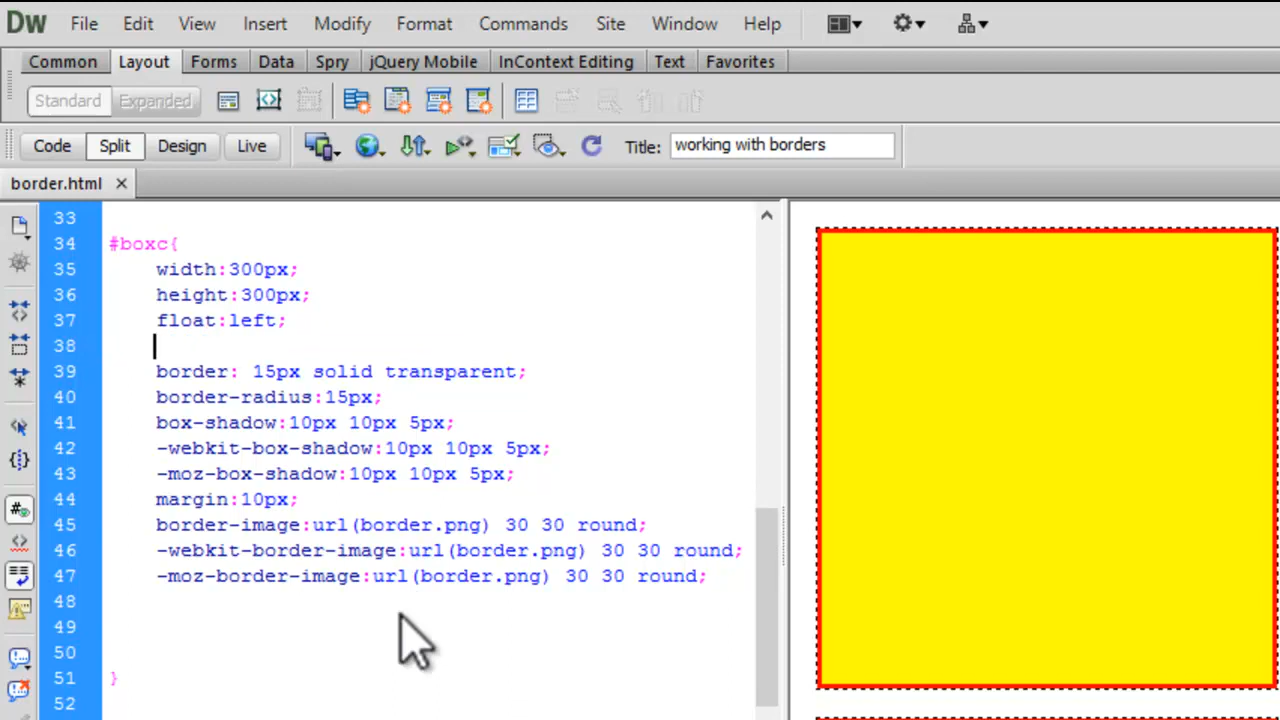 Dw File Edit View Insert Modify Format Commands Site Window Help
Common Layout Forms Data Spry jQuery Mobile InContext Editing Text Favorites
Standard Expanded
Code Split Design Live Title: working with borders
border.html
33
34 #boxc{
35 width:300px;
36 height:300px;
37 float:left;
38
39 border: 15px solid transparent;
40 border-radius:15px;
41 box-shadow:10px 10px 5px;
42 -webkit-box-shadow:10px 10px 5px;
43 -moz-box-shadow:10px 10px 5px;
44 margin:10px;
45 border-image:url(border.png) 30 30 round;
46 -webkit-border-image:url(border.png) 30 30 round;
47 -moz-border-image:url(border.png) 30 30 round;
48
49
50
51 }
52